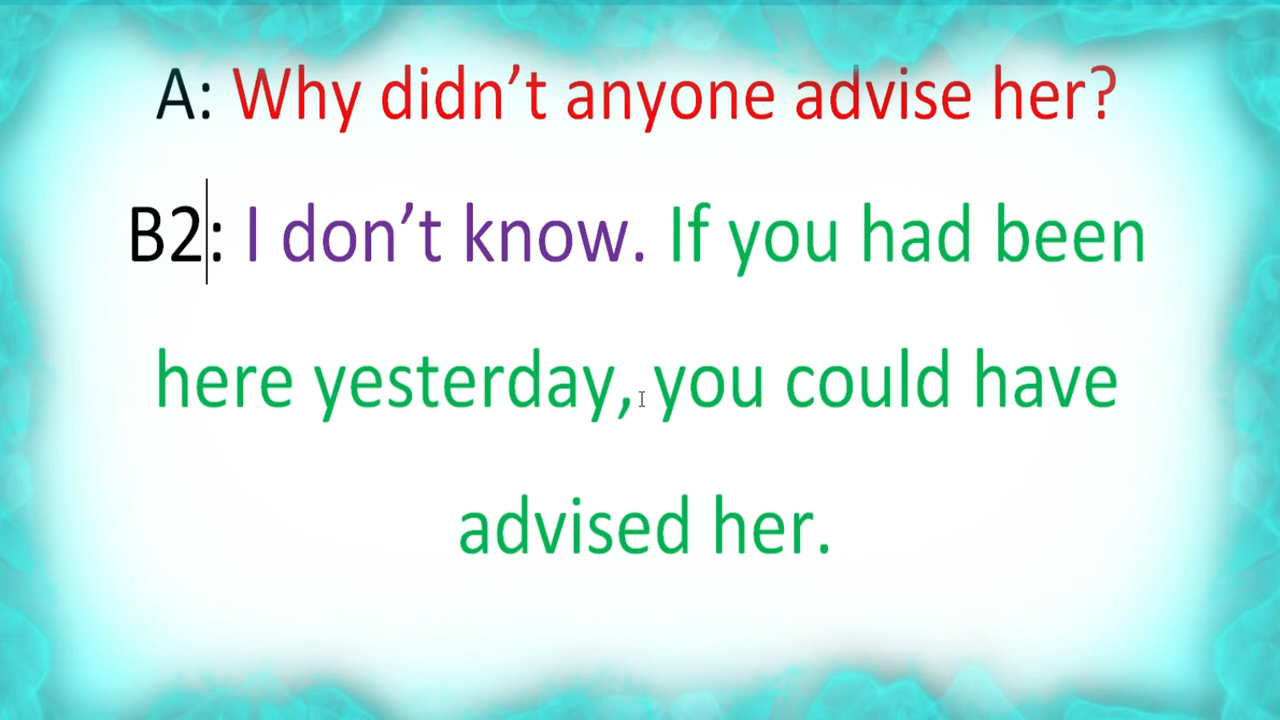 A: Why didn’t anyone advise her?
B2: I don’t know. If you had been
here yesterday, you could have
advised her.